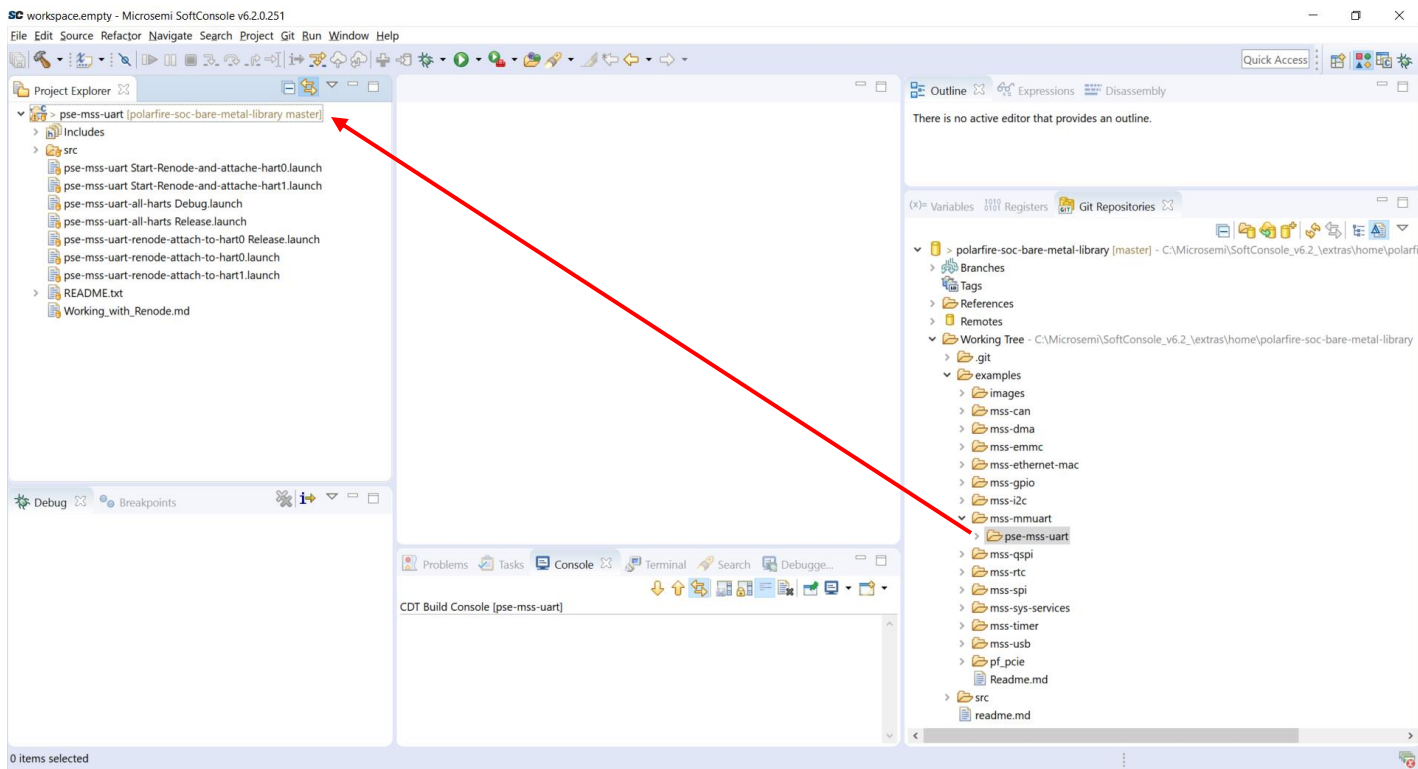 SC workspace.empty - Microsemi SoftConsole v6.2.0.251
File Edit Source Refactor Navigate Search Project Git Run Window Help
Quick Access
Project Explorer
> pse-mss-uart [polarfire-soc-bare-metal-library master]
Includes
src
pse-mss-uart Start-Renode-and-attache-hart0.launch
pse-mss-uart Start-Renode-and-attache-hart1.launch
pse-mss-uart-all-harts Debug.launch
pse-mss-uart-all-harts Release.launch
pse-mss-uart-renode-attach-to-hart0 Release.launch
pse-mss-uart-renode-attach-to-hart0.launch
pse-mss-uart-renode-attach-to-hart1.launch
README.txt
Working_with_Renode.md
Debug Breakpoints
Problems Tasks Console Terminal Search Debugge...
CDT Build Console [pse-mss-uart]
Outline Expressions Disassembly
There is no active editor that provides an outline.
(x)= Variables Registers Git Repositories
> polarfire-soc-bare-metal-library [master] - C:\Microsemi\SoftConsole_v6.2_\extras\home\polarfi
Branches
Tags
References
Remotes
Working Tree - C:\Microsemi\SoftConsole_v6.2_\extras\home\polarfire-soc-bare-metal-library
.git
examples
images
mss-can
mss-dma
mss-emmc
mss-ethernet-mac
mss-gpio
mss-i2c
mss-mmuart
pse-mss-uart
mss-qspi
mss-rtc
mss-spi
mss-sys-services
mss-timer
mss-usb
pf_pcie
Readme.md
src
readme.md
0 items selected